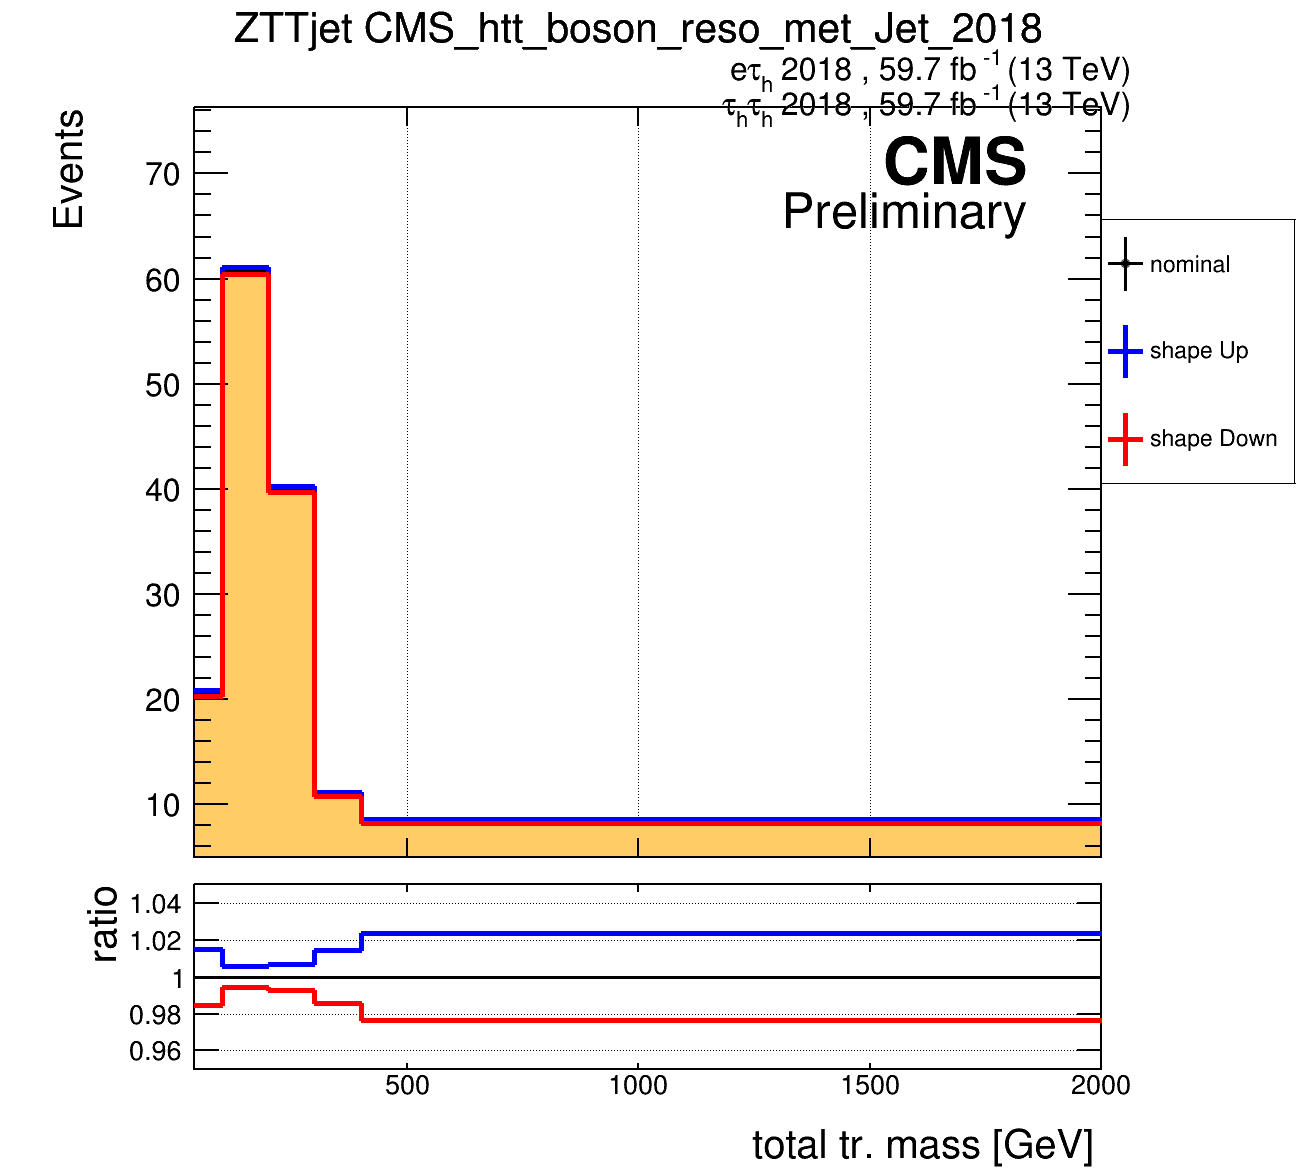 ZTTjet CMS_htt_boson_reso_met_Jet_2018
eτh 2018 , 59.7 fb -1 (13 TeV)
τhτh 2018 , 59.7 fb -1 (13 TeV)
CMS
Preliminary
Events
70
60
50
40
30
20
10
nominal
shape Up
shape Down
ratio
1.04
1.02
1
0.98
0.96
500 1000 1500 2000
total tr. mass [GeV]